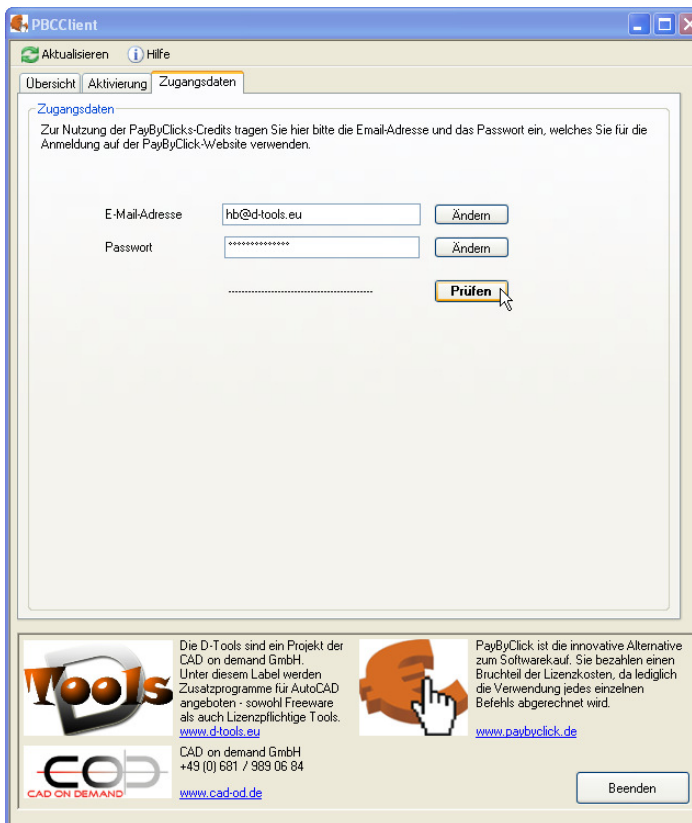 PBCClient
Aktualisieren Hilfe
Übersicht Aktivierung Zugangsdaten
Zugangsdaten
Zur Nutzung der PayByClicks-Credits tragen Sie hier bitte die Email-Adresse und das Passwort ein, welches Sie für die
Anmeldung auf der PayByClick-Website verwenden.
E-Mail-Adresse hb@d-tools.eu Ändern
Passwort ************** Ändern
Prüfen
D
Tools
Die D-Tools sind ein Projekt der
CAD on demand GmbH.
Unter diesem Label werden
Zusatzprogramme für AutoCAD
angeboten - sowohl Freeware
als auch Lizenzpflichtige Tools.
www.d-tools.eu
PayByClick ist die innovative Alternative
zum Softwarekauf. Sie bezahlen einen
Bruchteil der Lizenzkosten, da lediglich
die Verwendung jedes einzelnen
Befehls abgerechnet wird.
www.paybyclick.de
COD
CAD ON DEMAND
CAD on demand GmbH
+49 (0) 681 / 989 06 84
www.cad-od.de
Beenden